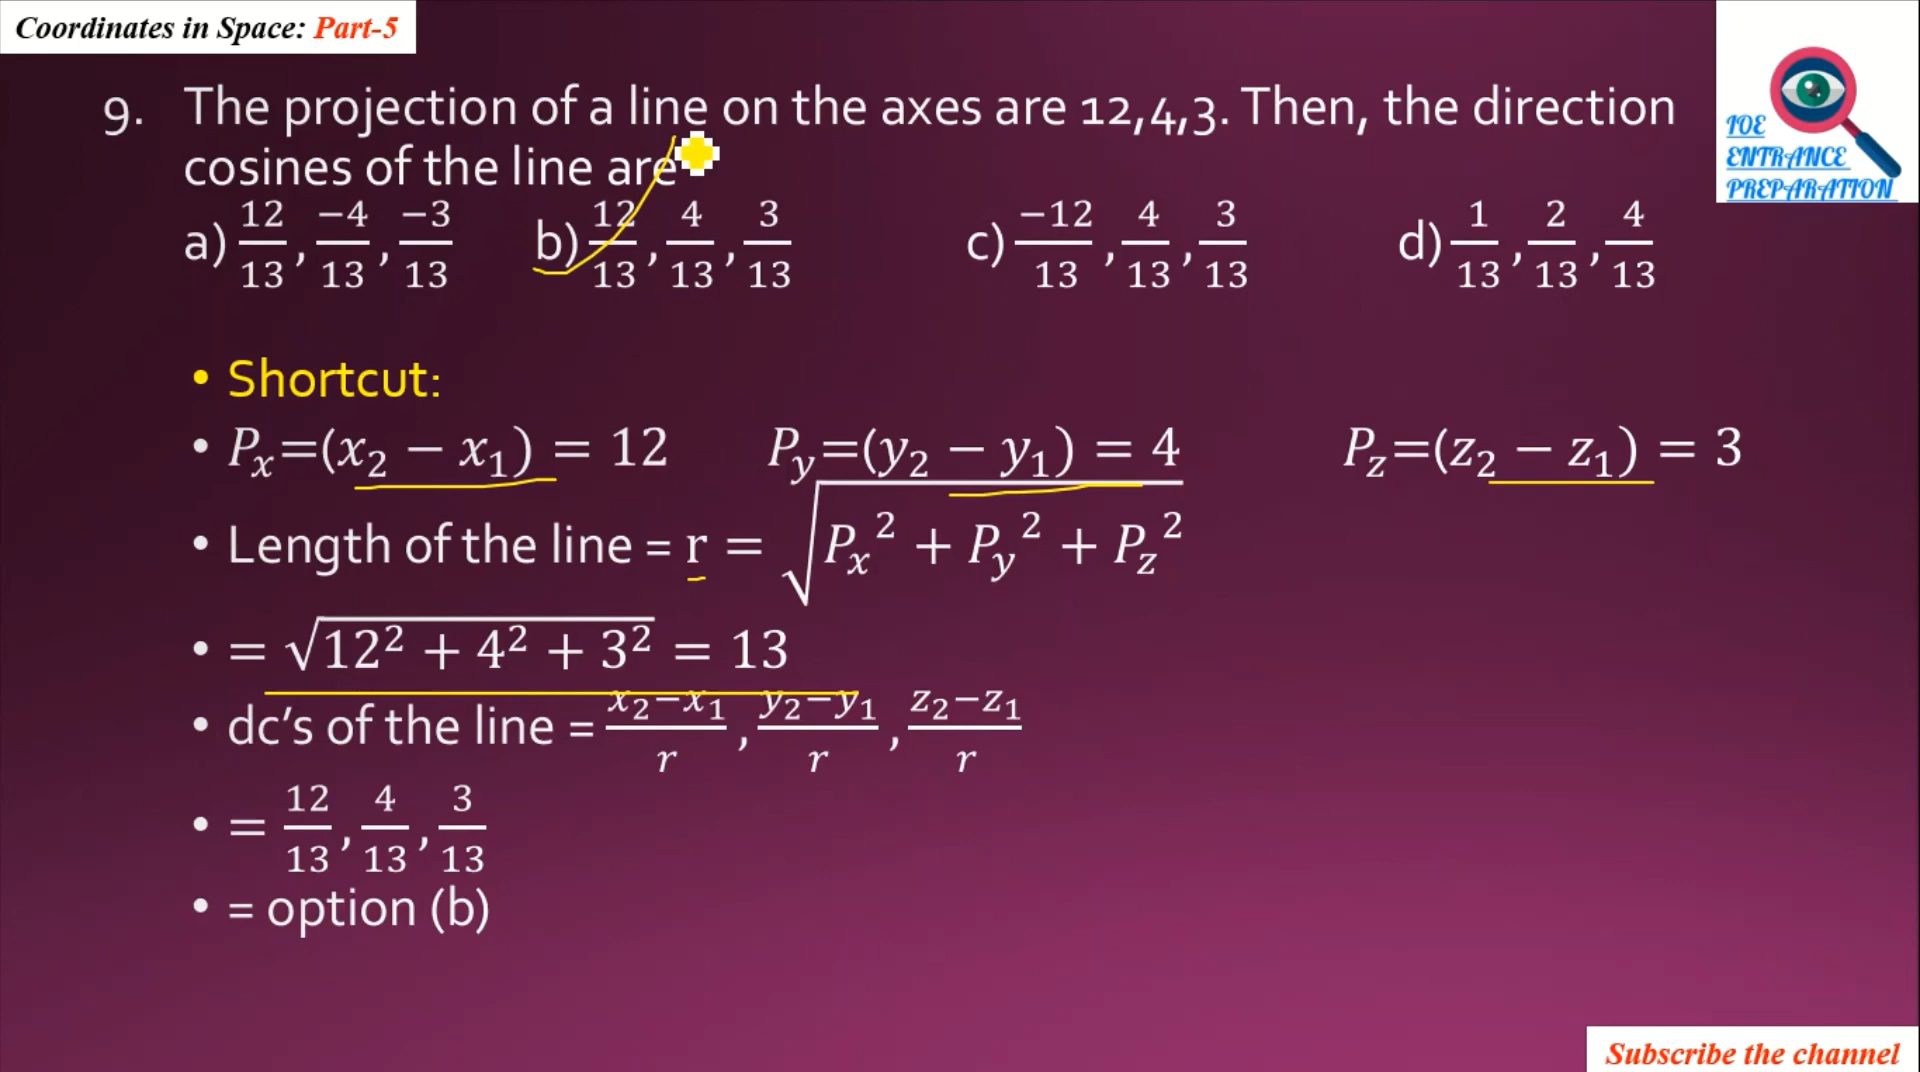 Coordinates in Space: Part-5
IOE
ENTRANCE
PREPARATION
9. The projection of a line on the axes are 12,4,3. Then, the direction
cosines of the line are
a) 12/13, −4/13, −3/13 b) 12/13, 4/13, 3/13 c) −12/13, 4/13, 3/13 d) 1/13, 2/13, 4/13
• Shortcut:
• Pₓ=(x₂ − x₁) = 12 P_y=(y₂ − y₁) = 4 P_z=(z₂ − z₁) = 3
• Length of the line = r = √(Pₓ² + P_y² + P_z²)
• = √(12² + 4² + 3²) = 13
• dc’s of the line = (x₂−x₁)/r, (y₂−y₁)/r, (z₂−z₁)/r
• = 12/13, 4/13, 3/13
• = option (b)
Subscribe the channel